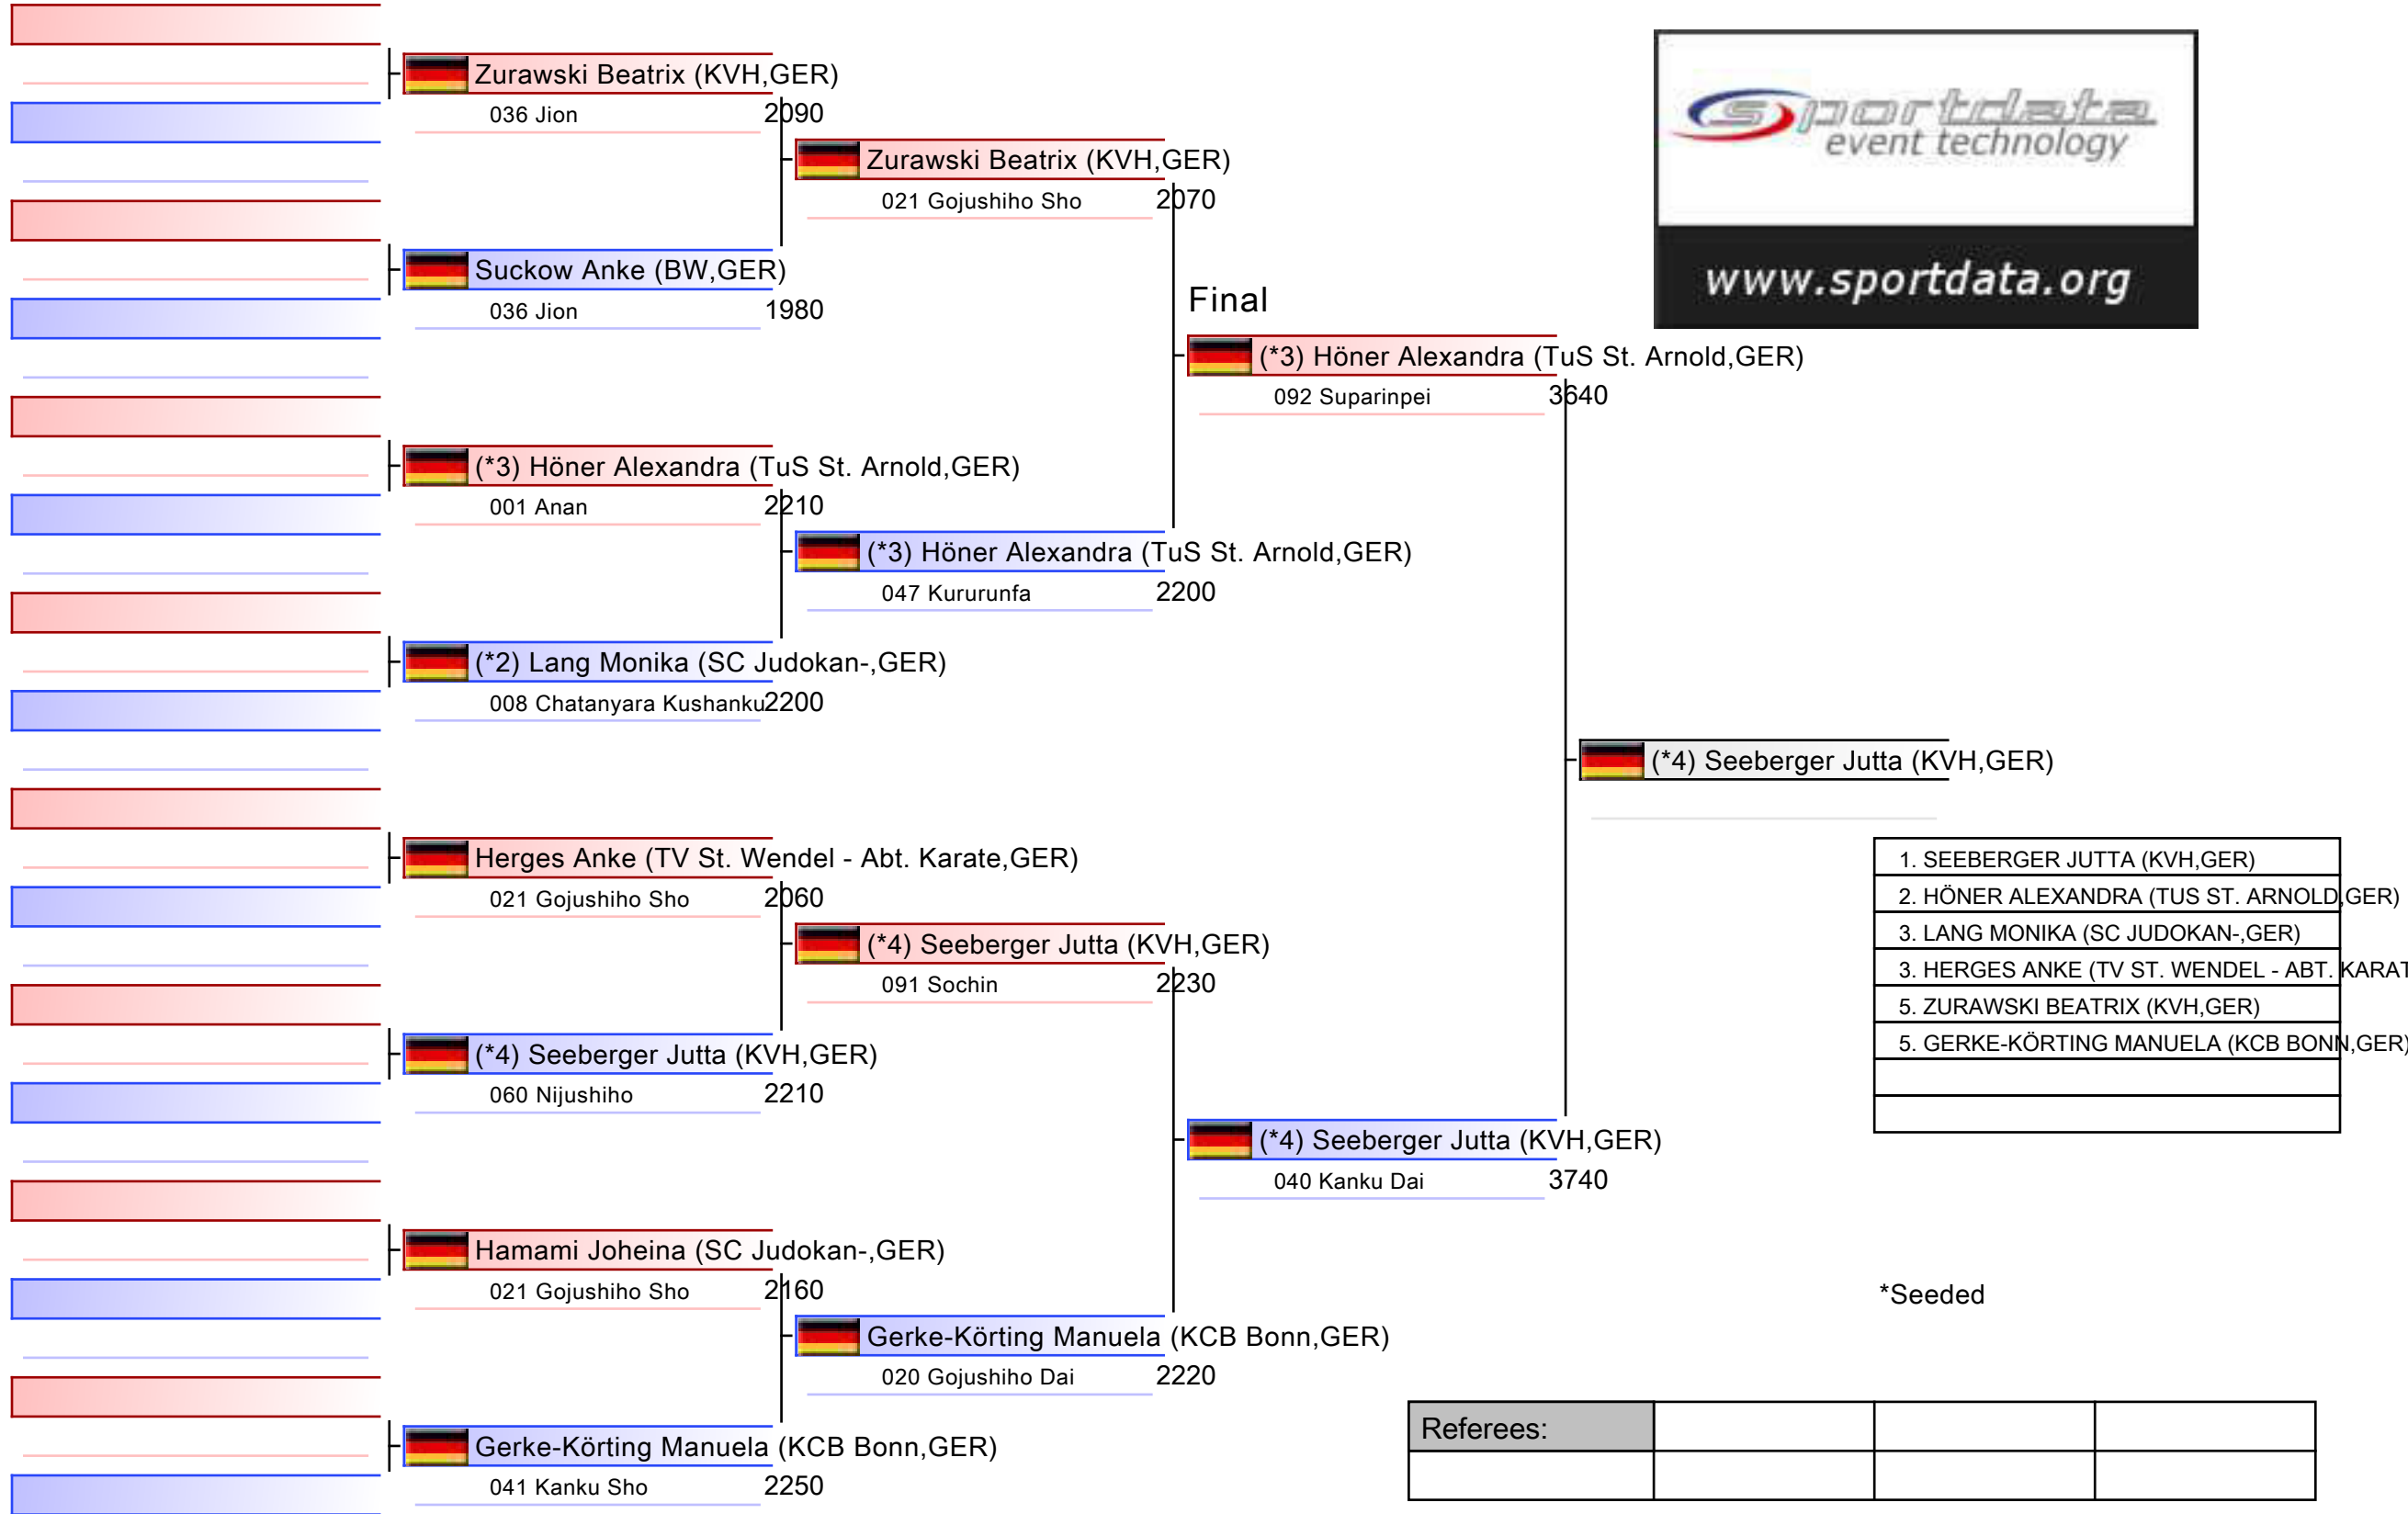 Zurawski Beatrix (KVH,GER)
036 Jion 2090
Zurawski Beatrix (KVH,GER)
021 Gojushiho Sho 2070
Suckow Anke (BW,GER)
036 Jion 1980
sportdata
event technology
www.sportdata.org
Final
(*3) Höner Alexandra (TuS St. Arnold,GER)
092 Suparinpei 3640
(*3) Höner Alexandra (TuS St. Arnold,GER)
001 Anan 2210
(*3) Höner Alexandra (TuS St. Arnold,GER)
047 Kururunfa 2200
(*2) Lang Monika (SC Judokan-,GER)
008 Chatanyara Kushanku 2200
(*4) Seeberger Jutta (KVH,GER)
Herges Anke (TV St. Wendel - Abt. Karate,GER)
021 Gojushiho Sho 2060
(*4) Seeberger Jutta (KVH,GER)
091 Sochin 2230
(*4) Seeberger Jutta (KVH,GER)
060 Nijushiho 2210
(*4) Seeberger Jutta (KVH,GER)
040 Kanku Dai 3740
1. SEEBERGER JUTTA (KVH,GER)
2. HÖNER ALEXANDRA (TUS ST. ARNOLD,GER)
3. LANG MONIKA (SC JUDOKAN-,GER)
3. HERGES ANKE (TV ST. WENDEL - ABT. KARAT
5. ZURAWSKI BEATRIX (KVH,GER)
5. GERKE-KÖRTING MANUELA (KCB BONN,GER)
Hamami Joheina (SC Judokan-,GER)
021 Gojushiho Sho 2160
*Seeded
Gerke-Körting Manuela (KCB Bonn,GER)
020 Gojushiho Dai 2220
Gerke-Körting Manuela (KCB Bonn,GER)
041 Kanku Sho 2250
Referees: